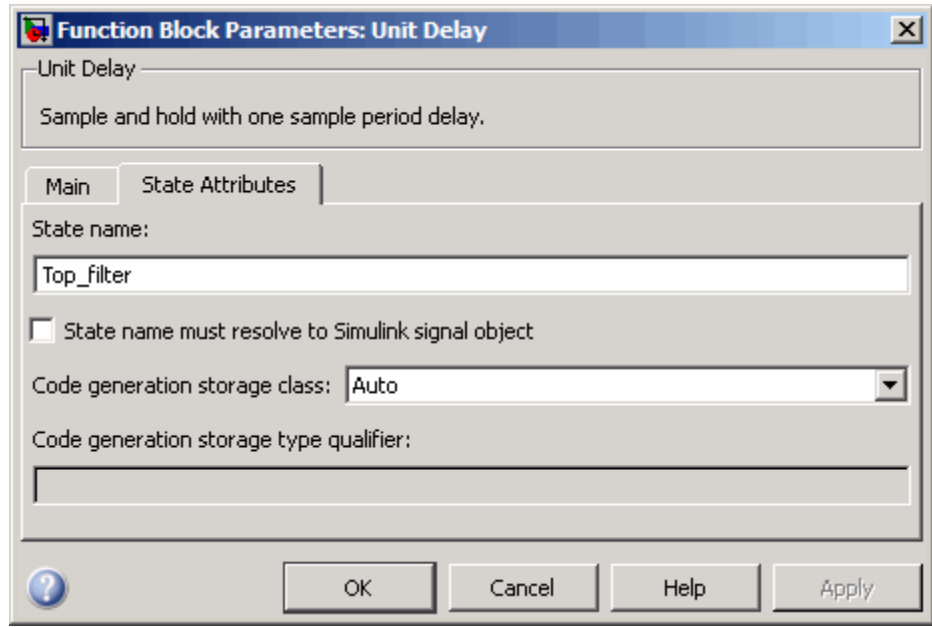 Function Block Parameters: Unit Delay
Unit Delay
Sample and hold with one sample period delay.
Main State Attributes
State name:
Top_filter
State name must resolve to Simulink signal object
Code generation storage class: Auto
Code generation storage type qualifier:
? OK Cancel Help Apply